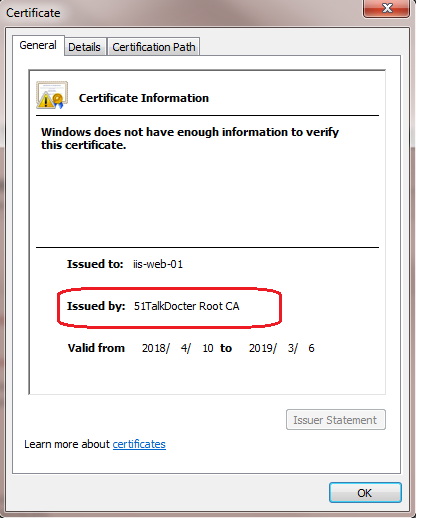 Certificate
General Details Certification Path
Certificate Information
Windows does not have enough information to verify
this certificate.
Issued to: iis-web-01
Issued by: 51TalkDocter Root CA
Valid from 2018/ 4/ 10 to 2019/ 3/ 6
Issuer Statement
Learn more about certificates
OK